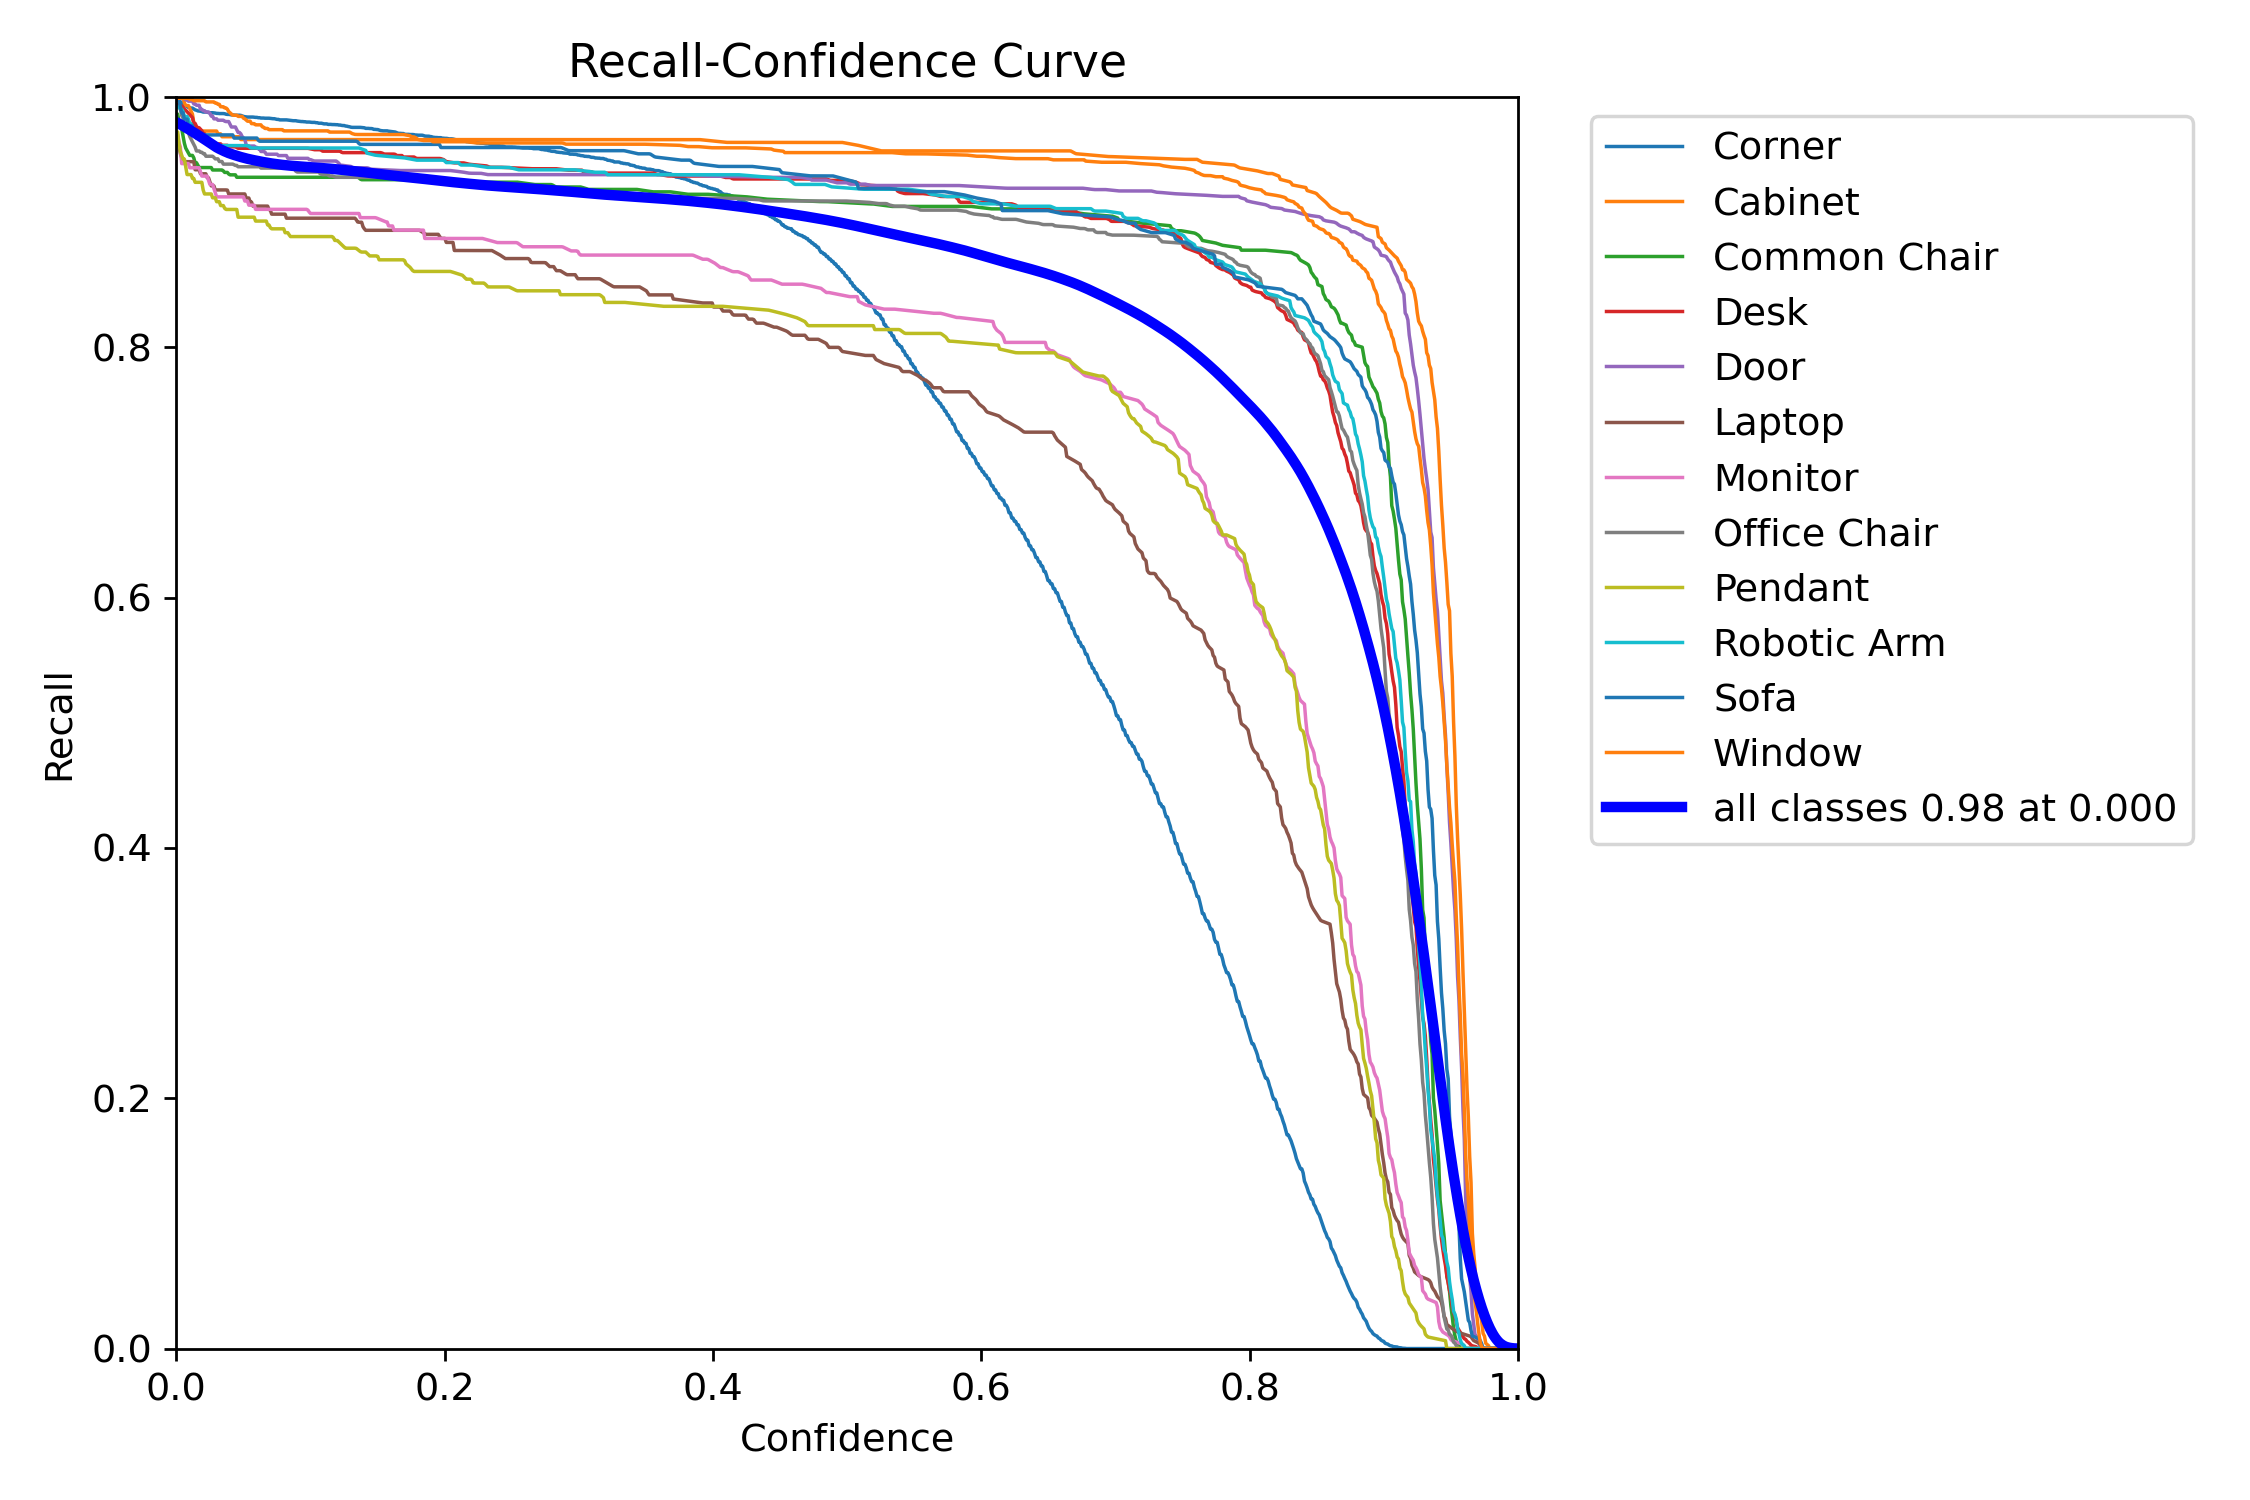 Recall-Confidence Curve
1.0
0.8
0.6
0.4
0.2
0.0
Recall
0.0 0.2 0.4 0.6 0.8 1.0
Confidence
Corner
Cabinet
Common Chair
Desk
Door
Laptop
Monitor
Office Chair
Pendant
Robotic Arm
Sofa
Window
all classes 0.98 at 0.000